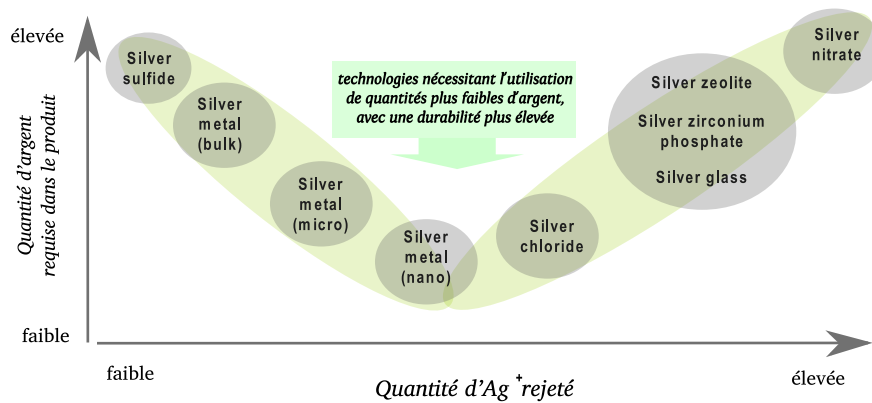 élevée
Quantité d'argent
requise dans le produit
faible
Silver
sulfide
Silver
metal
(bulk)
Silver
metal
(micro)
Silver
metal
(nano)
technologies nécessitant l'utilisation
de quantités plus faibles d'argent,
avec une durabilité plus élevée
Silver
chloride
Silver zeolite
Silver zirconium
phosphate
Silver glass
Silver
nitrate
faible
Quantité d'Ag⁺rejeté
élevée